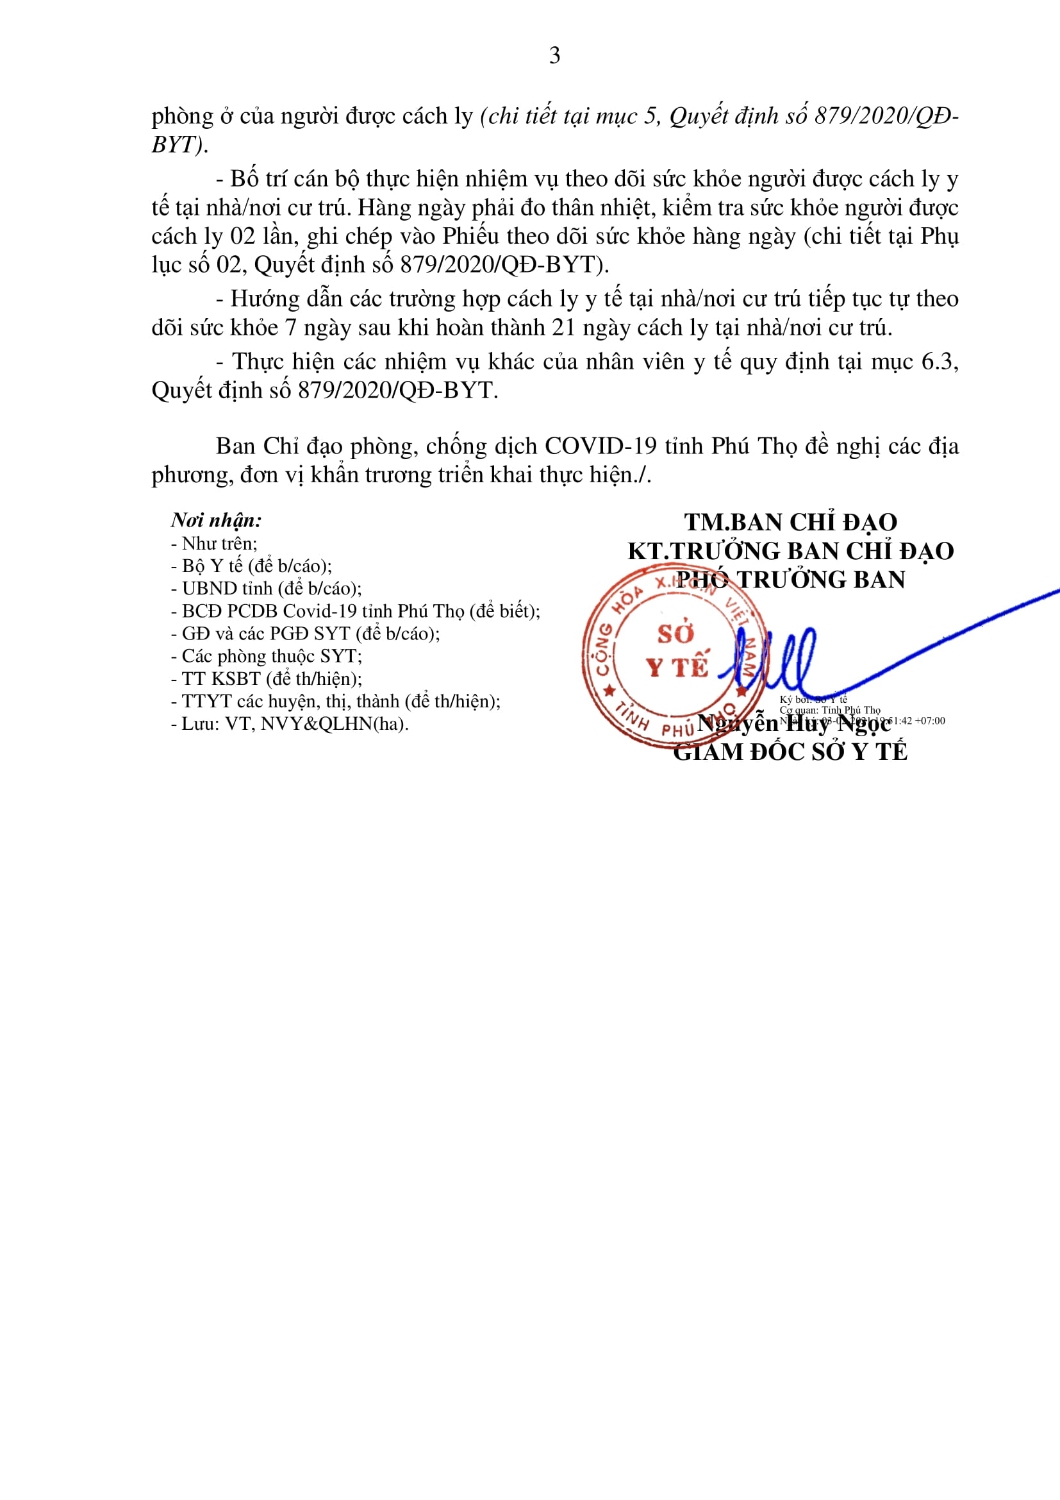 3
phòng ở của người được cách ly (chi tiết tại mục 5, Quyết định số 879/2020/QĐ-
BYT).
- Bố trí cán bộ thực hiện nhiệm vụ theo dõi sức khỏe người được cách ly y
tế tại nhà/nơi cư trú. Hàng ngày phải đo thân nhiệt, kiểm tra sức khỏe người được
cách ly 02 lần, ghi chép vào Phiếu theo dõi sức khỏe hàng ngày (chi tiết tại Phụ
lục số 02, Quyết định số 879/2020/QĐ-BYT).
- Hướng dẫn các trường hợp cách ly y tế tại nhà/nơi cư trú tiếp tục tự theo
dõi sức khỏe 7 ngày sau khi hoàn thành 21 ngày cách ly tại nhà/nơi cư trú.
- Thực hiện các nhiệm vụ khác của nhân viên y tế quy định tại mục 6.3,
Quyết định số 879/2020/QĐ-BYT.
Ban Chỉ đạo phòng, chống dịch COVID-19 tỉnh Phú Thọ đề nghị các địa
phương, đơn vị khẩn trương triển khai thực hiện./.
Nơi nhận:
- Như trên;
- Bộ Y tế (để b/cáo);
- UBND tỉnh (để b/cáo);
- BCĐ PCDB Covid-19 tỉnh Phú Thọ (để biết);
- GĐ và các PGĐ SYT (để b/cáo);
- Các phòng thuộc SYT;
- TT KSBT (để th/hiện);
- TTYT các huyện, thị, thành (để th/hiện);
- Lưu: VT, NVY&QLHN(ha).
TM.BAN CHỈ ĐẠO
KT.TRƯỞNG BAN CHỈ ĐẠO
PHÓ TRƯỞNG BAN
CỘNG HÒA X.H.C.N VIỆT NAM
SỞ
Y TẾ
TỈNH PHÚ THỌ
Ký bởi: Sở Y tế
Cơ quan: Tỉnh Phú Thọ
+07:00
Nguyễn Huy Ngọc
GIÁM ĐỐC SỞ Y TẾ